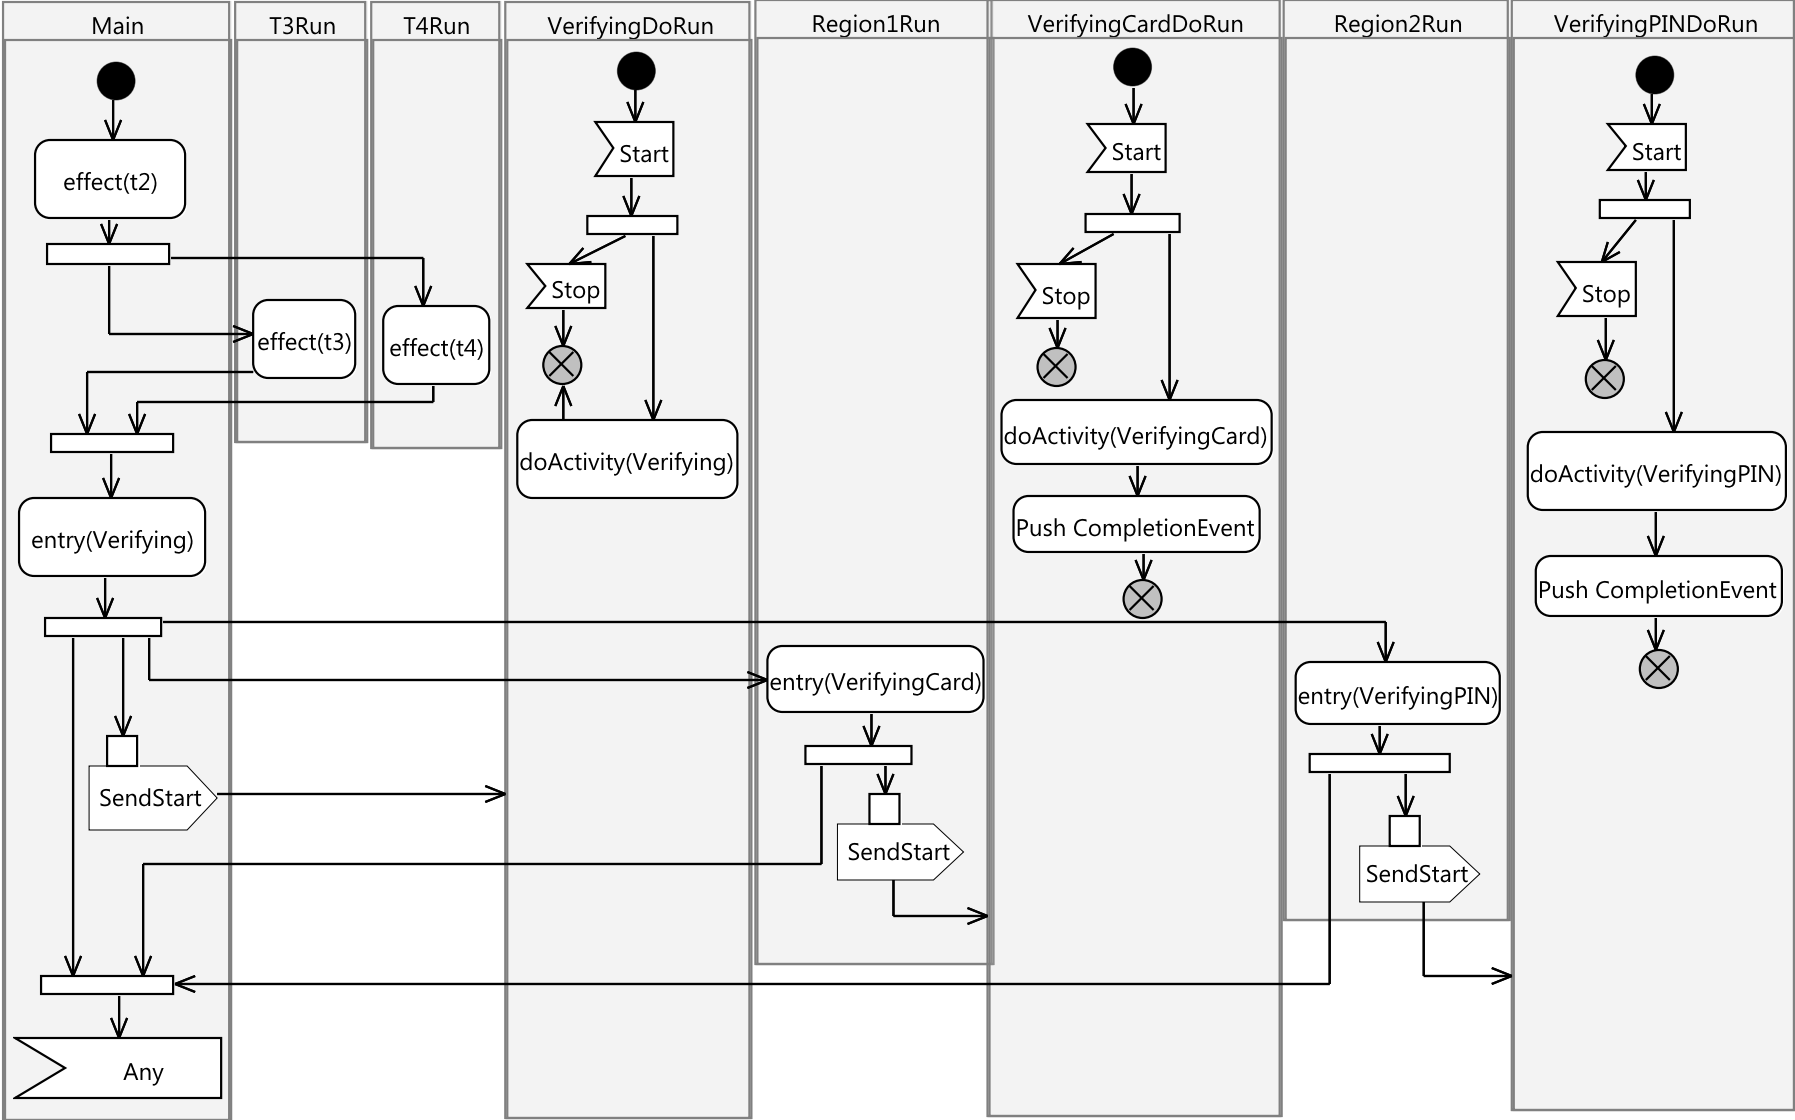 Main
T3Run
T4Run
VerifyingDoRun
Region1Run
VerifyingCardDoRun
Region2Run
VerifyingPINDoRun
effect(t2)
effect(t3)
effect(t4)
entry(Verifying)
SendStart
Any
Start
Stop
doActivity(Verifying)
entry(VerifyingCard)
SendStart
Start
Stop
doActivity(VerifyingCard)
Push CompletionEvent
entry(VerifyingPIN)
SendStart
Start
Stop
doActivity(VerifyingPIN)
Push CompletionEvent